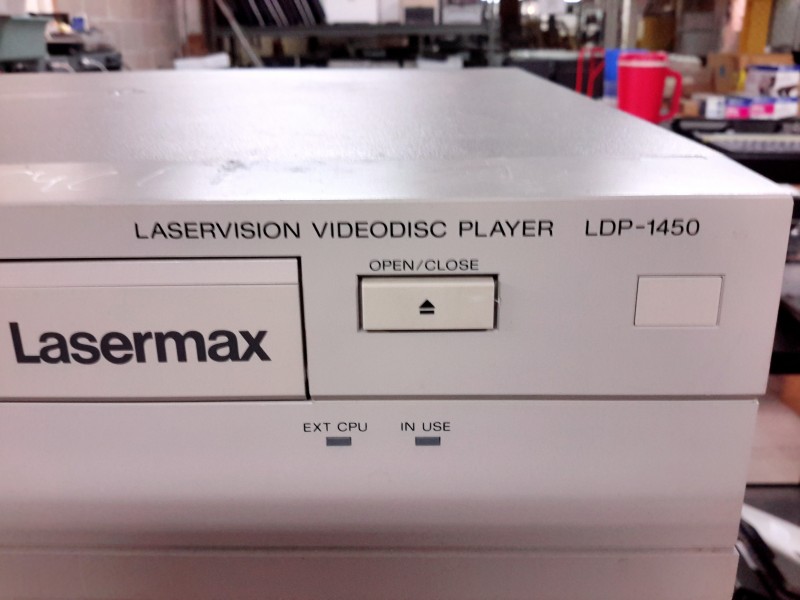 LASERVISION VIDEODISC PLAYER LDP-1450
OPEN/CLOSE
Lasermax
EXT CPU IN USE